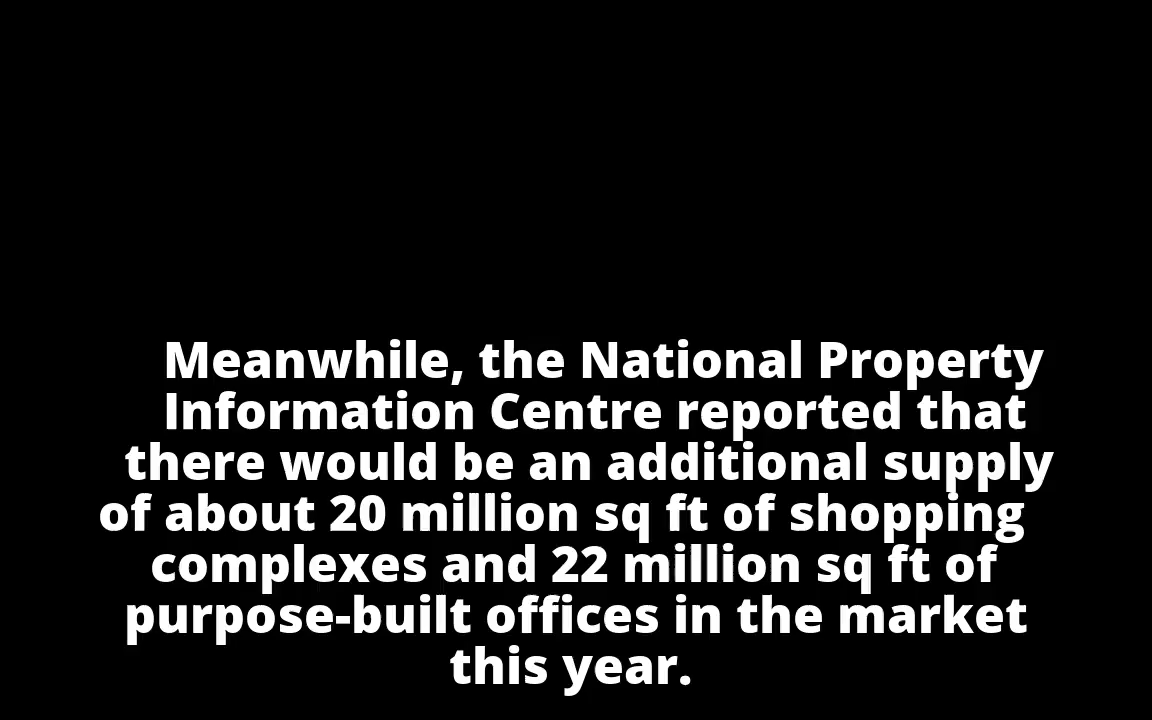 Meanwhile, the National Property
Information Centre reported that
there would be an additional supply
of about 20 million sq ft of shopping
complexes and 22 million sq ft of
purpose-built offices in the market
this year.